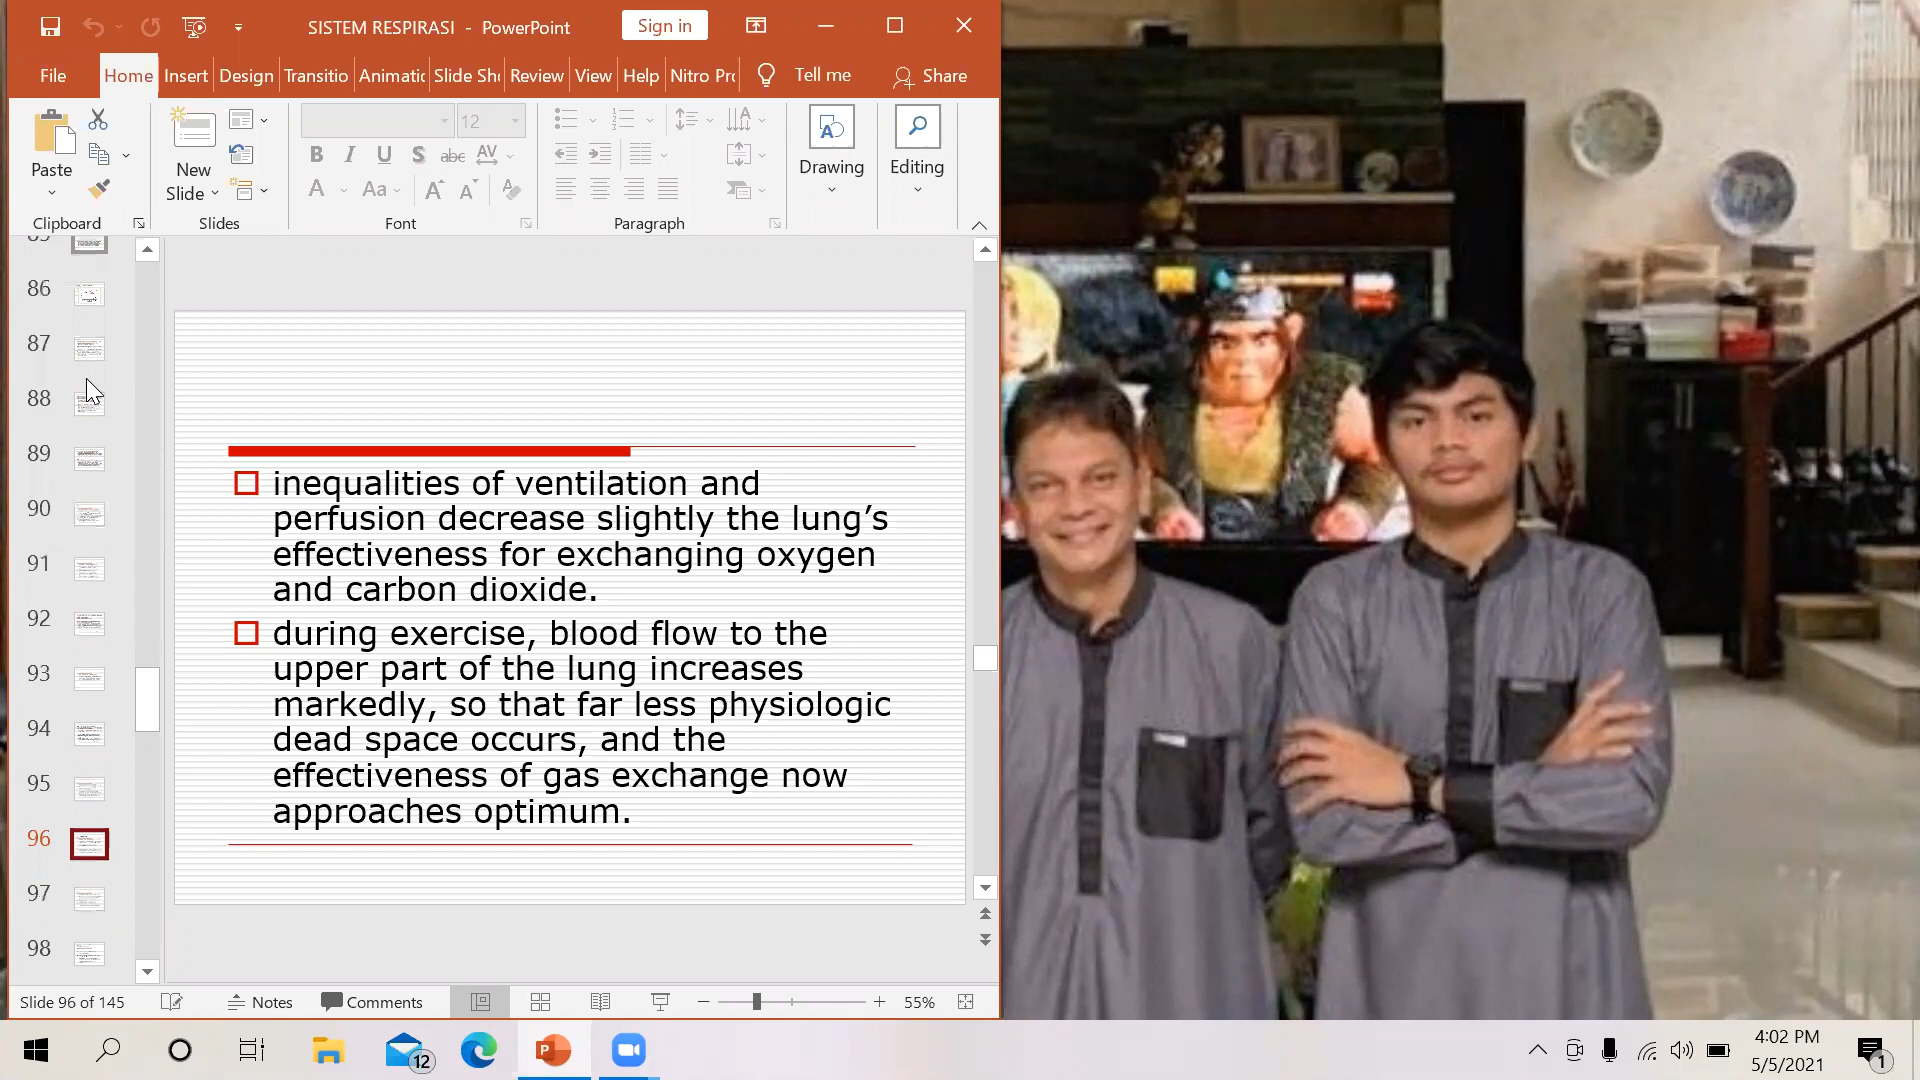 SISTEM RESPIRASI - PowerPoint
Sign in
File Home Insert Design Transitio Animatic Slide Sh Review View Help Nitro Pr Tell me Share
Paste
New
Slide
12
B I U S abc AV
A Aa A A
Drawing
Editing
Clipboard Slides Font Paragraph
85
86
87
88
89
90
91
92
93
94
95
96
97
98
inequalities of ventilation and
perfusion decrease slightly the lung’s
effectiveness for exchanging oxygen
and carbon dioxide.
during exercise, blood flow to the
upper part of the lung increases
markedly, so that far less physiologic
dead space occurs, and the
effectiveness of gas exchange now
approaches optimum.
Slide 96 of 145 Notes Comments 55%
12
4:02 PM
5/5/2021
1